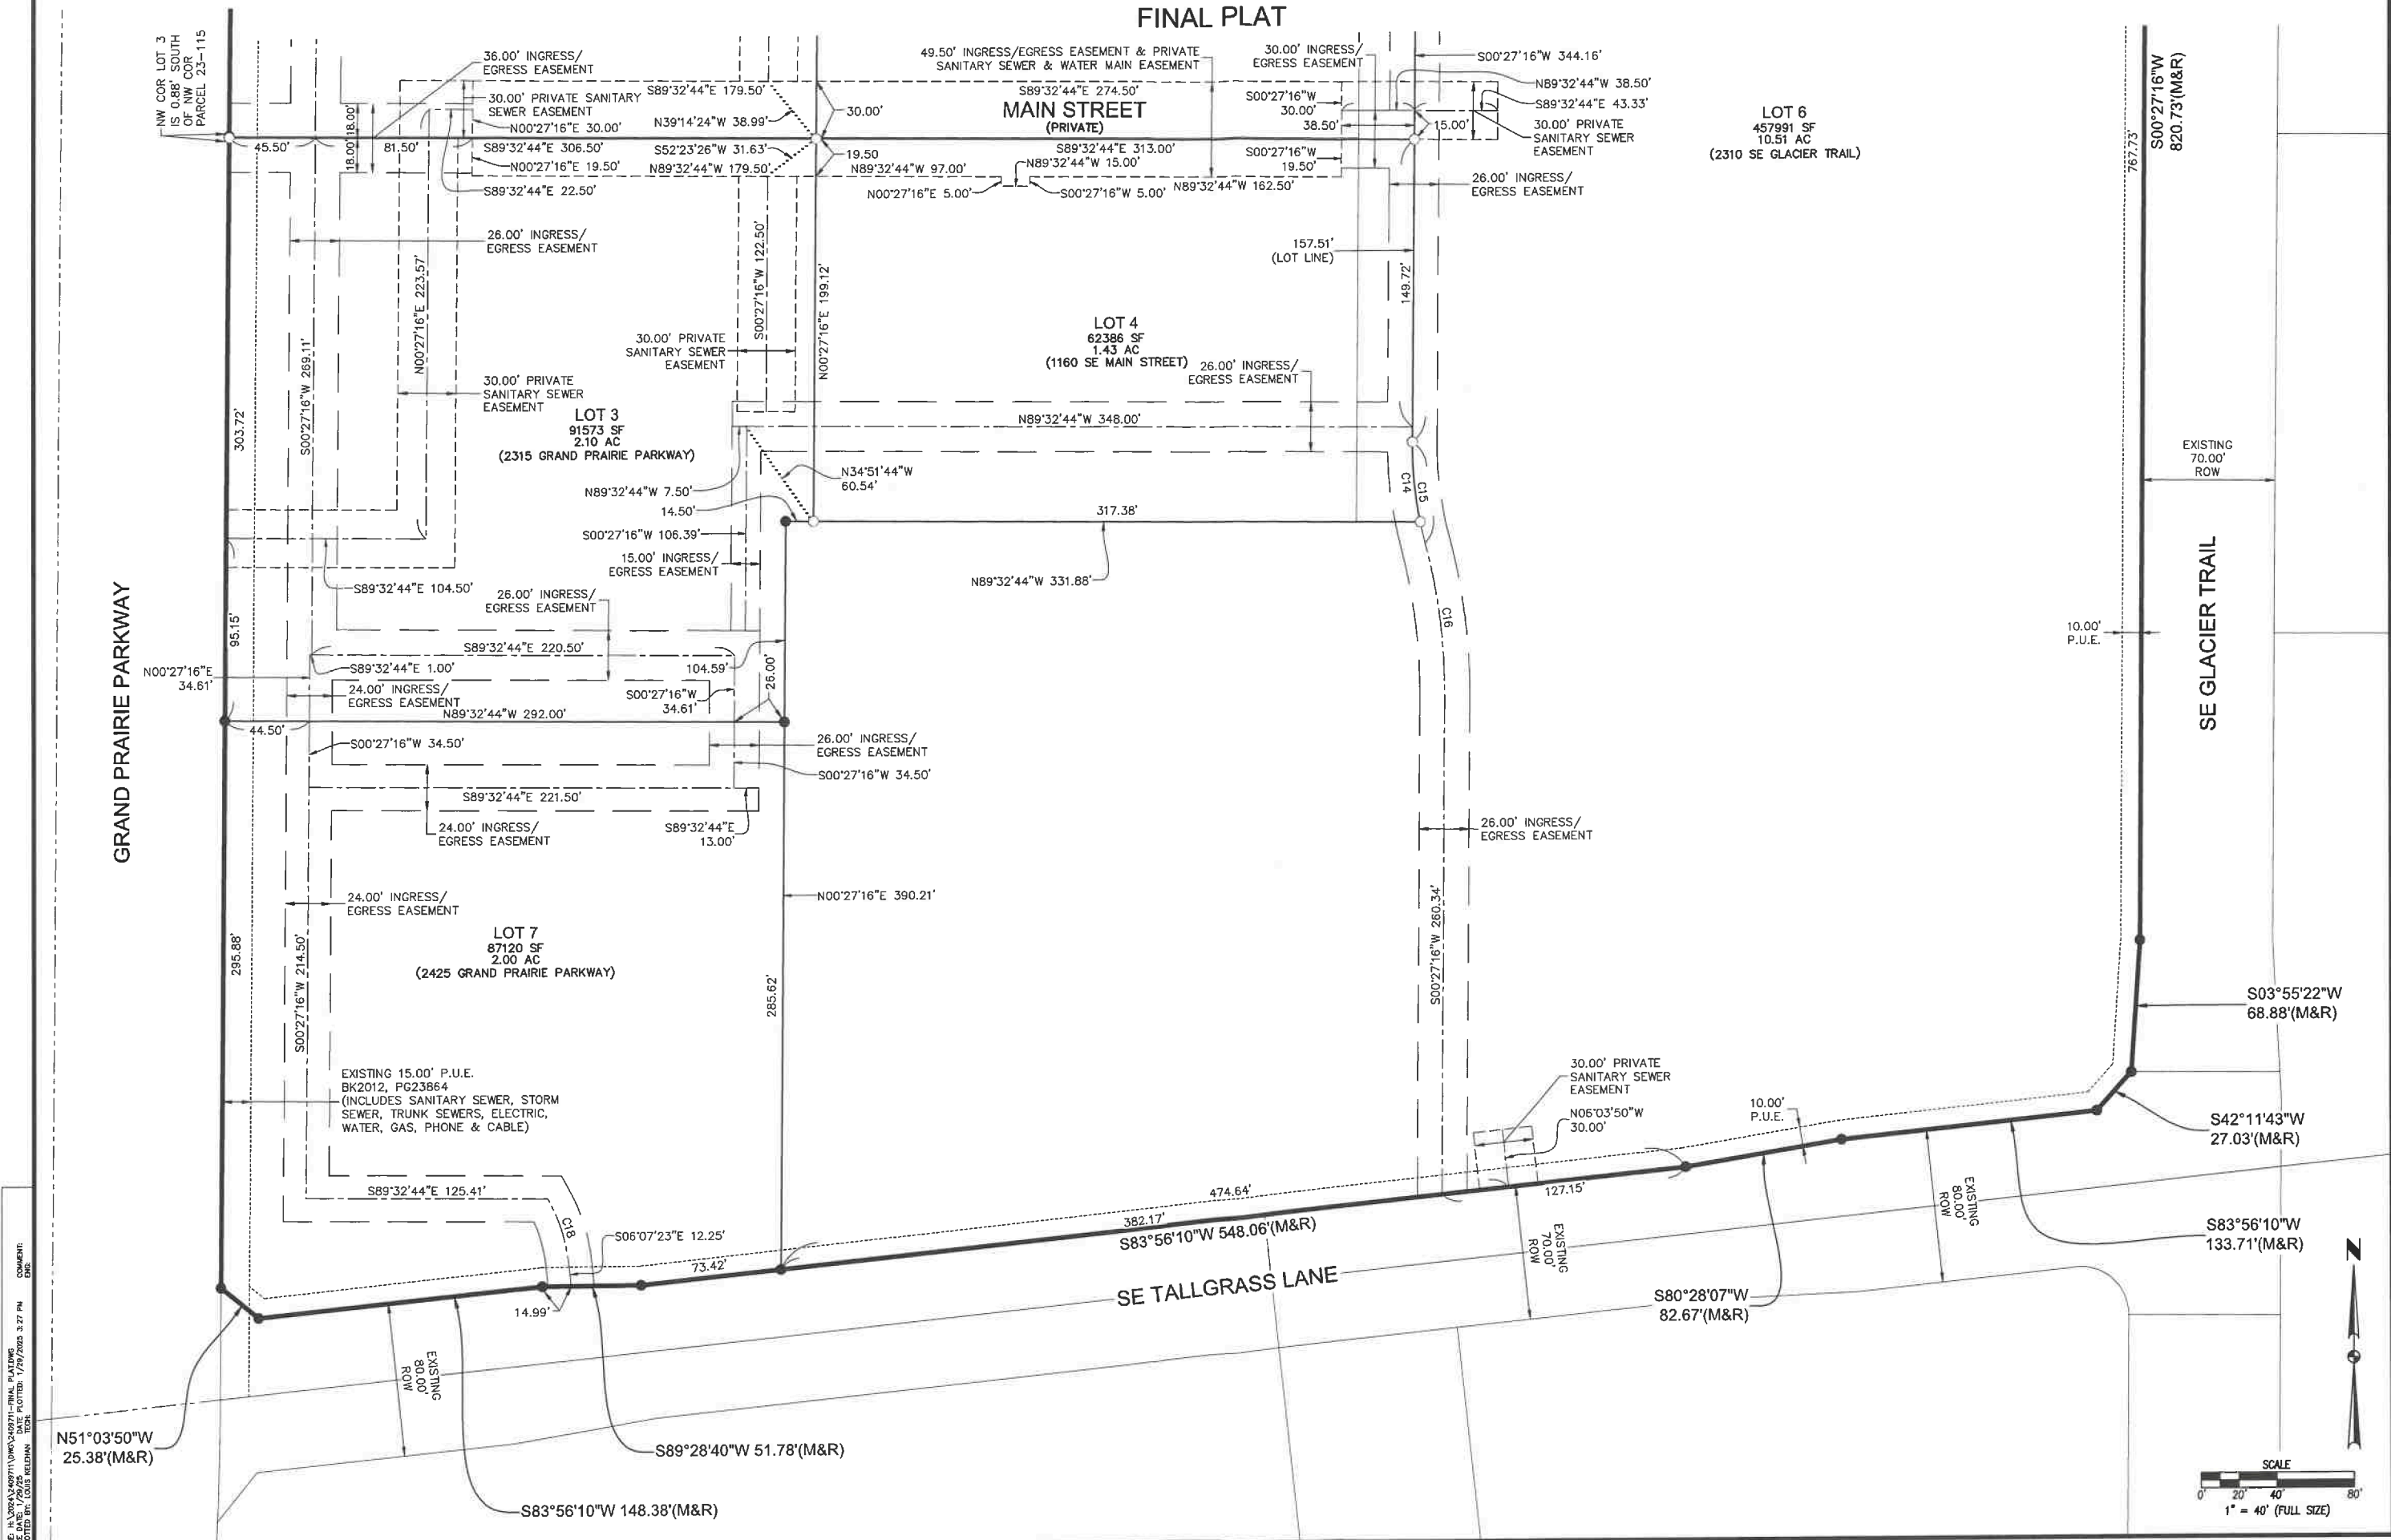 FINAL PLAT
NW COR LOT 3
IS 0.88' SOUTH
OF NW COR
PARCEL 23-115
36.00' INGRESS/
EGRESS EASEMENT
30.00' PRIVATE SANITARY
SEWER EASEMENT
S89°32'44"E 179.50'
N39°14'24"W 38.99'
N00°27'16"E 30.00'
49.50' INGRESS/EGRESS EASEMENT & PRIVATE
SANITARY SEWER & WATER MAIN EASEMENT
S89°32'44"E 274.50'
MAIN STREET
(PRIVATE)
30.00'
30.00' INGRESS/
EGRESS EASEMENT
S00°27'16"W
30.00'
38.50'
S00°27'16"W 344.16'
N89°32'44"W 38.50'
S89°32'44"E 43.33'
15.00'
30.00' PRIVATE
SANITARY SEWER
EASEMENT
LOT 6
457991 SF
10.51 AC
(2310 SE GLACIER TRAIL)
767.73'
S00°27'16"W
820.73'(M&R)
45.50'
18.00'
18.00'
81.50'
S89°32'44"E 306.50'
S52°23'26"W 31.63'
N00°27'16"E 19.50'
N89°32'44"W 179.50'
S89°32'44"E 22.50'
19.50
S89°32'44"E 313.00'
N89°32'44"W 15.00'
N89°32'44"W 97.00'
N00°27'16"E 5.00'
S00°27'16"W 5.00'
N89°32'44"W 162.50'
S00°27'16"W
19.50'
26.00' INGRESS/
EGRESS EASEMENT
26.00' INGRESS/
EGRESS EASEMENT
N00°27'16"E 223.57'
S00°27'16"W 122.50'
N00°27'16"E 199.12'
157.51'
(LOT LINE)
149.72'
303.72'
S00°27'16"W 269.11'
30.00' PRIVATE
SANITARY SEWER
EASEMENT
30.00' PRIVATE
SANITARY SEWER
EASEMENT
LOT 3
91573 SF
2.10 AC
(2315 GRAND PRAIRIE PARKWAY)
LOT 4
62386 SF
1.43 AC
(1160 SE MAIN STREET)
26.00' INGRESS/
EGRESS EASEMENT
N89°32'44"W 348.00'
N34°51'44"W
60.54'
N89°32'44"W 7.50'
14.50'
317.38'
C14
C15
EXISTING
70.00'
ROW
S00°27'16"W 106.39'
15.00' INGRESS/
EGRESS EASEMENT
N89°32'44"W 331.88'
S89°32'44"E 104.50'
26.00' INGRESS/
EGRESS EASEMENT
C16
GRAND PRAIRIE PARKWAY
95.15'
SE GLACIER TRAIL
10.00'
P.U.E.
S89°32'44"E 220.50'
S89°32'44"E 1.00'
104.59'
26.00'
N00°27'16"E
34.61'
24.00' INGRESS/
EGRESS EASEMENT
S00°27'16"W
34.61'
N89°32'44"W 292.00'
44.50'
S00°27'16"W 34.50'
26.00' INGRESS/
EGRESS EASEMENT
S00°27'16"W 34.50'
S89°32'44"E 221.50'
24.00' INGRESS/
EGRESS EASEMENT
S89°32'44"E
13.00'
26.00' INGRESS/
EGRESS EASEMENT
24.00' INGRESS/
EGRESS EASEMENT
N00°27'16"E 390.21'
LOT 7
87120 SF
2.00 AC
(2425 GRAND PRAIRIE PARKWAY)
295.88'
S00°27'16"W 214.50'
285.62'
S00°27'16"W 260.34'
EXISTING 15.00' P.U.E.
BK2012, PG23864
(INCLUDES SANITARY SEWER, STORM
SEWER, TRUNK SEWERS, ELECTRIC,
WATER, GAS, PHONE & CABLE)
S03°55'22"W
68.88'(M&R)
30.00' PRIVATE
SANITARY SEWER
EASEMENT
N06°03'50"W
30.00'
10.00'
P.U.E.
S42°11'43"W
27.03'(M&R)
S89°32'44"E 125.41'
C18
S06°07'23"E 12.25'
73.42'
14.99'
474.64'
382.17'
S83°56'10"W 548.06'(M&R)
127.15'
EXISTING
70.00'
ROW
EXISTING
80.00'
ROW
S83°56'10"W
133.71'(M&R)
SE TALLGRASS LANE
S80°28'07"W
82.67'(M&R)
EXISTING
80.00'
ROW
N51°03'50"W
25.38'(M&R)
S89°28'40"W 51.78'(M&R)
S83°56'10"W 148.38'(M&R)
N
SCALE
0' 20' 40' 80'
1" = 40' (FULL SIZE)
COMMENT:
ENG:
DATE PLOTTED: 1/29/2025 3:27 PM
TECH: